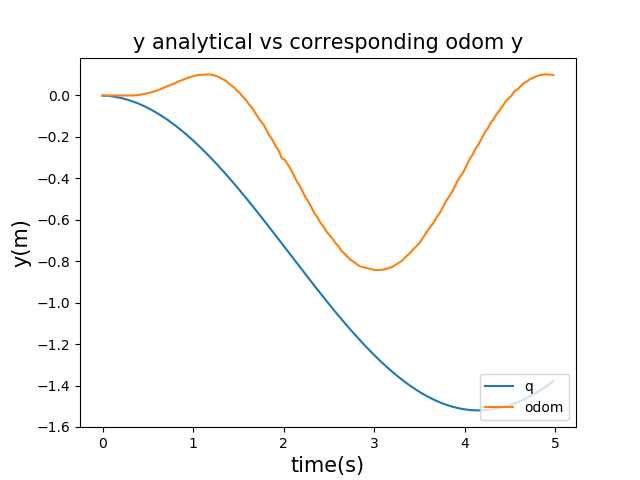 y analytical vs corresponding odom y
y(m)
0.0
−0.2
−0.4
−0.6
−0.8
−1.0
−1.2
−1.4
−1.6
q
odom
0 1 2 3 4 5
time(s)